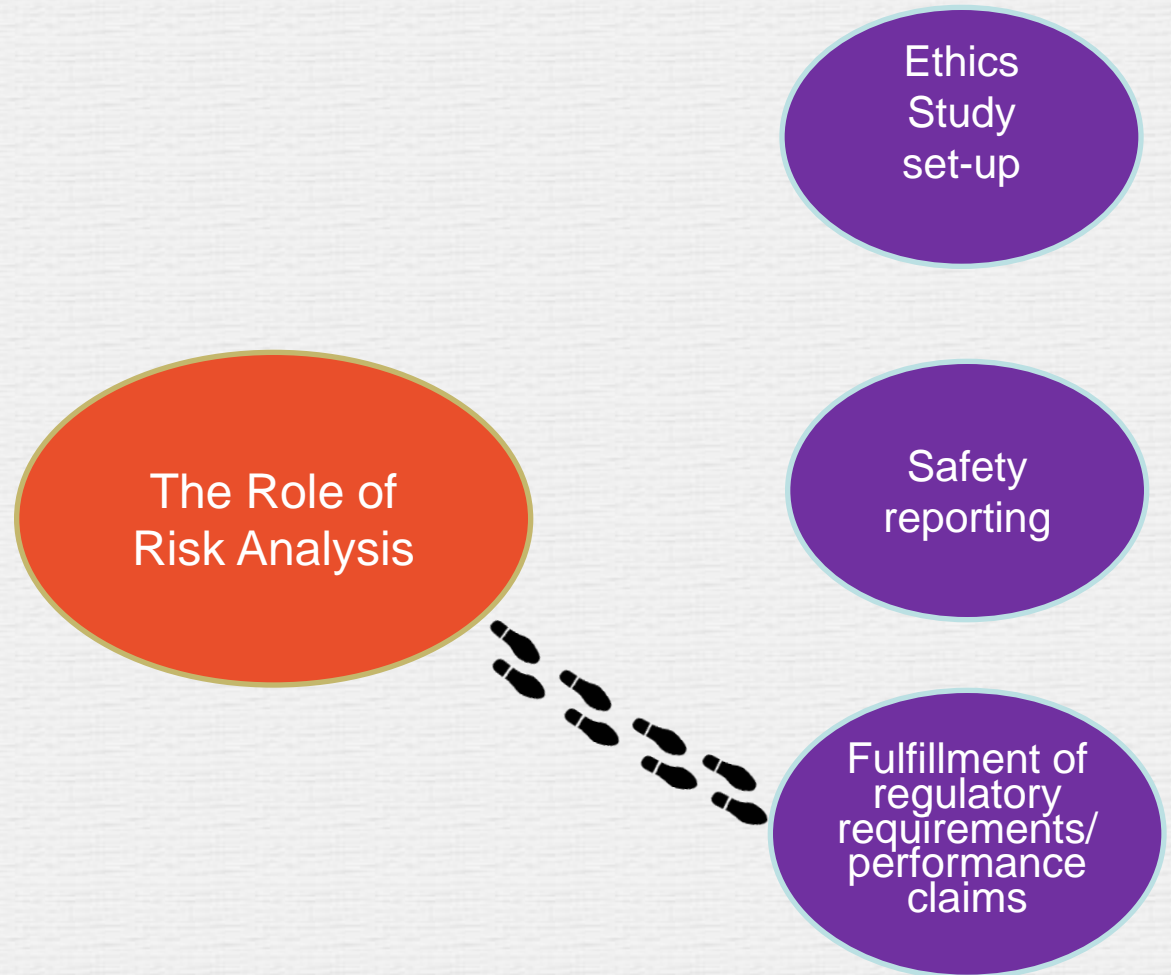 Ethics
Study
set-up
The Role of
Risk Analysis
Safety
reporting
Fulfillment of
regulatory
requirements/
performance
claims